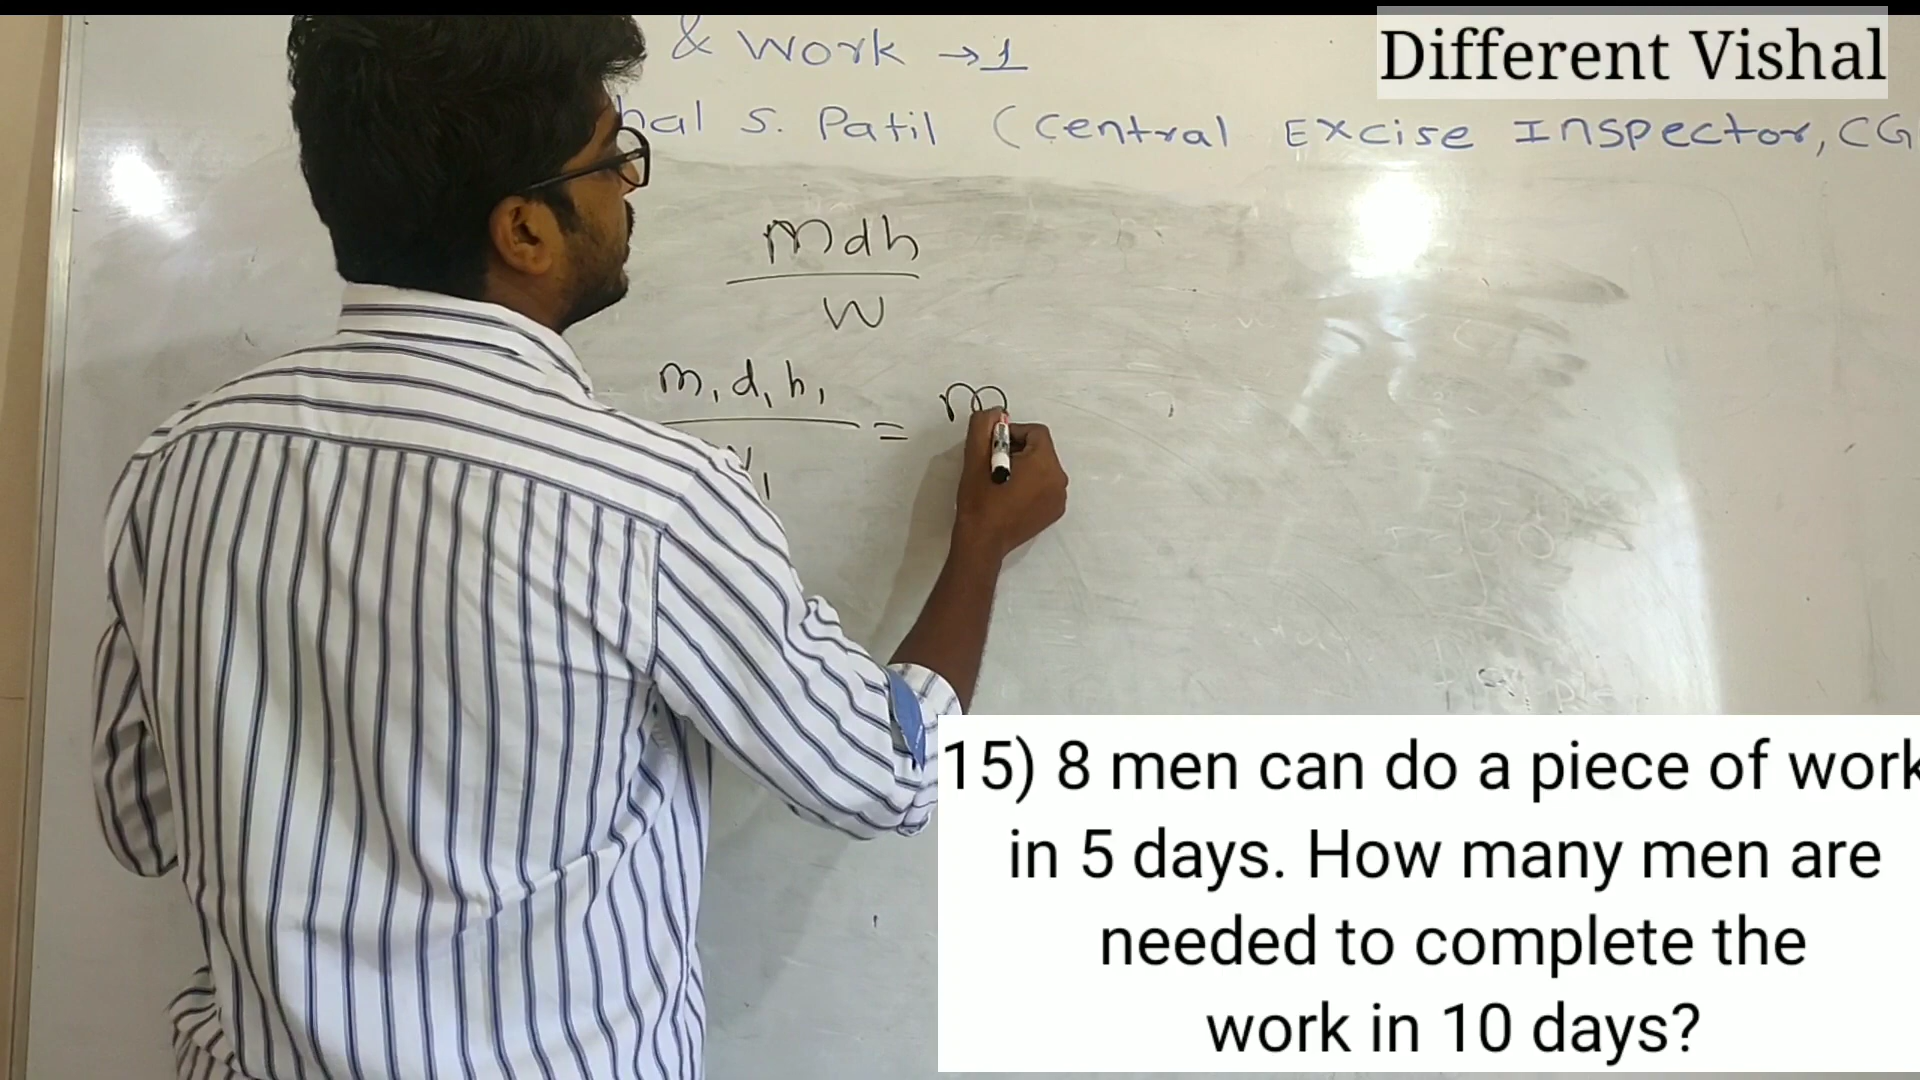 & Work → 1
Different Vishal
hal S. Patil (Central Excise Inspector, CG
mdh
w
m, d, h, = m
1
15) 8 men can do a piece of work
in 5 days. How many men are
needed to complete the
work in 10 days?